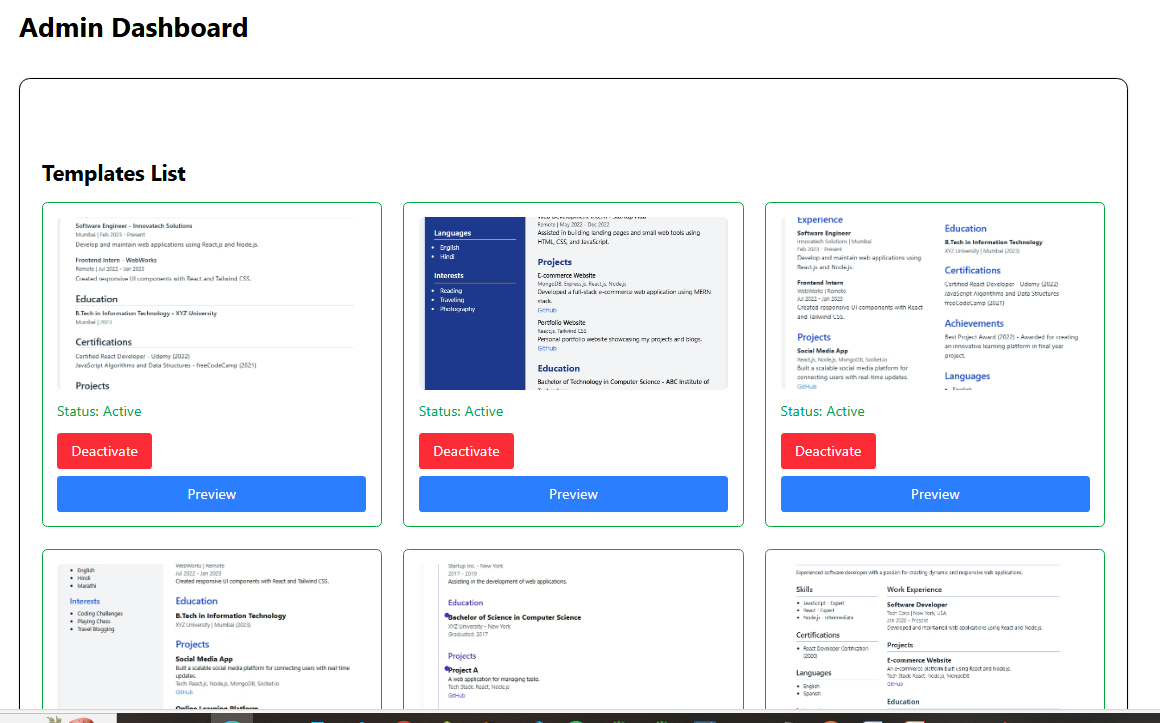 Admin Dashboard
Templates List
Software Engineer - Innovatech Solutions
Mumbai | Feb 2023 - Present
Develop and maintain web applications using React.js and Node.js.
Frontend Intern - WebWorks
Remote | Jul 2022 - Jan 2023
Created responsive UI components with React and Tailwind CSS.
Education
B.Tech in Information Technology - XYZ University
Mumbai | 2023
Certifications
Certified React Developer - Udemy (2022)
JavaScript Algorithms and Data Structures - freeCodeCamp (2021)
Projects
Status: Active
Deactivate
Preview
Languages
English
Hindi
Interests
Reading
Traveling
Photography
Web Development Intern - Startup Hub
Remote | May 2022 - Dec 2022
Assisted in building landing pages and small web tools using
HTML, CSS, and JavaScript.
Projects
E-commerce Website
MongoDB, Express.js, React.js, Node.js
Developed a full-stack e-commerce web application using MERN
stack.
GitHub
Portfolio Website
React.js, Tailwind CSS
Personal portfolio website showcasing my projects and blogs.
GitHub
Education
Bachelor of Technology in Computer Science - ABC Institute of
Status: Active
Deactivate
Preview
Experience
Software Engineer
Innovatech Solutions | Mumbai
Feb 2023 - Present
Develop and maintain web applications using
React.js and Node.js.
Frontend Intern
WebWorks | Remote
Jul 2022 - Jan 2023
Created responsive UI components with React
and Tailwind CSS.
Projects
Social Media App
React.js, Node.js, MongoDB, Socket.io
Built a scalable social media platform for
connecting users with real-time updates.
GitHub
Education
B.Tech in Information Technology
XYZ University | Mumbai (2023)
Certifications
Certified React Developer - Udemy (2022)
JavaScript Algorithms and Data Structures -
freeCodeCamp (2021)
Achievements
Best Project Award (2022) - Awarded for creating
an innovative learning platform in final year
project.
Languages
English
Status: Active
Deactivate
Preview
English
Hindi
Marathi
Interests
Coding Challenges
Playing Chess
Travel Blogging
WebWorks | Remote
Jul 2022 - Jan 2023
Created responsive UI components with React and Tailwind CSS.
Education
B.Tech in Information Technology
XYZ University | Mumbai (2023)
Projects
Social Media App
Built a scalable social media platform for connecting users with real-time
updates.
Tech: React.js, Node.js, MongoDB, Socket.io
GitHub
Online Learning Platform
Startup Inc. - New York
2017 - 2019
Assisting in the development of web applications.
Education
Bachelor of Science in Computer Science
XYZ University - New York
Graduated: 2017
Projects
Project A
A web application for managing tasks.
Tech Stack: React, Node.js
GitHub
Experienced software developer with a passion for creating dynamic and responsive web applications.
Skills
JavaScript - Expert
React - Expert
Node.js - Intermediate
Certifications
React Developer Certification
(2020)
Languages
English
Spanish
Work Experience
Software Developer
Tech Corp | New York, USA
Jan 2020 - Present
Developed and maintained web applications using React and Node.js.
Projects
E-commerce Website
An e-commerce platform built using React and Node.js.
Tech Stack: React, Node.js, MongoDB
GitHub
Education